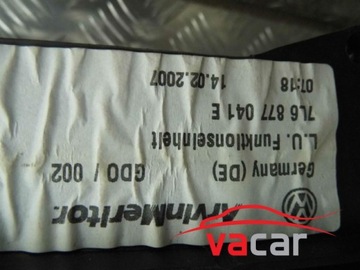 ArvinMeritor
Germany (DE) GDO / 002
L.U. Funktionseinheit
7L6 877 041 E
07:18 14.02.2007
vacar